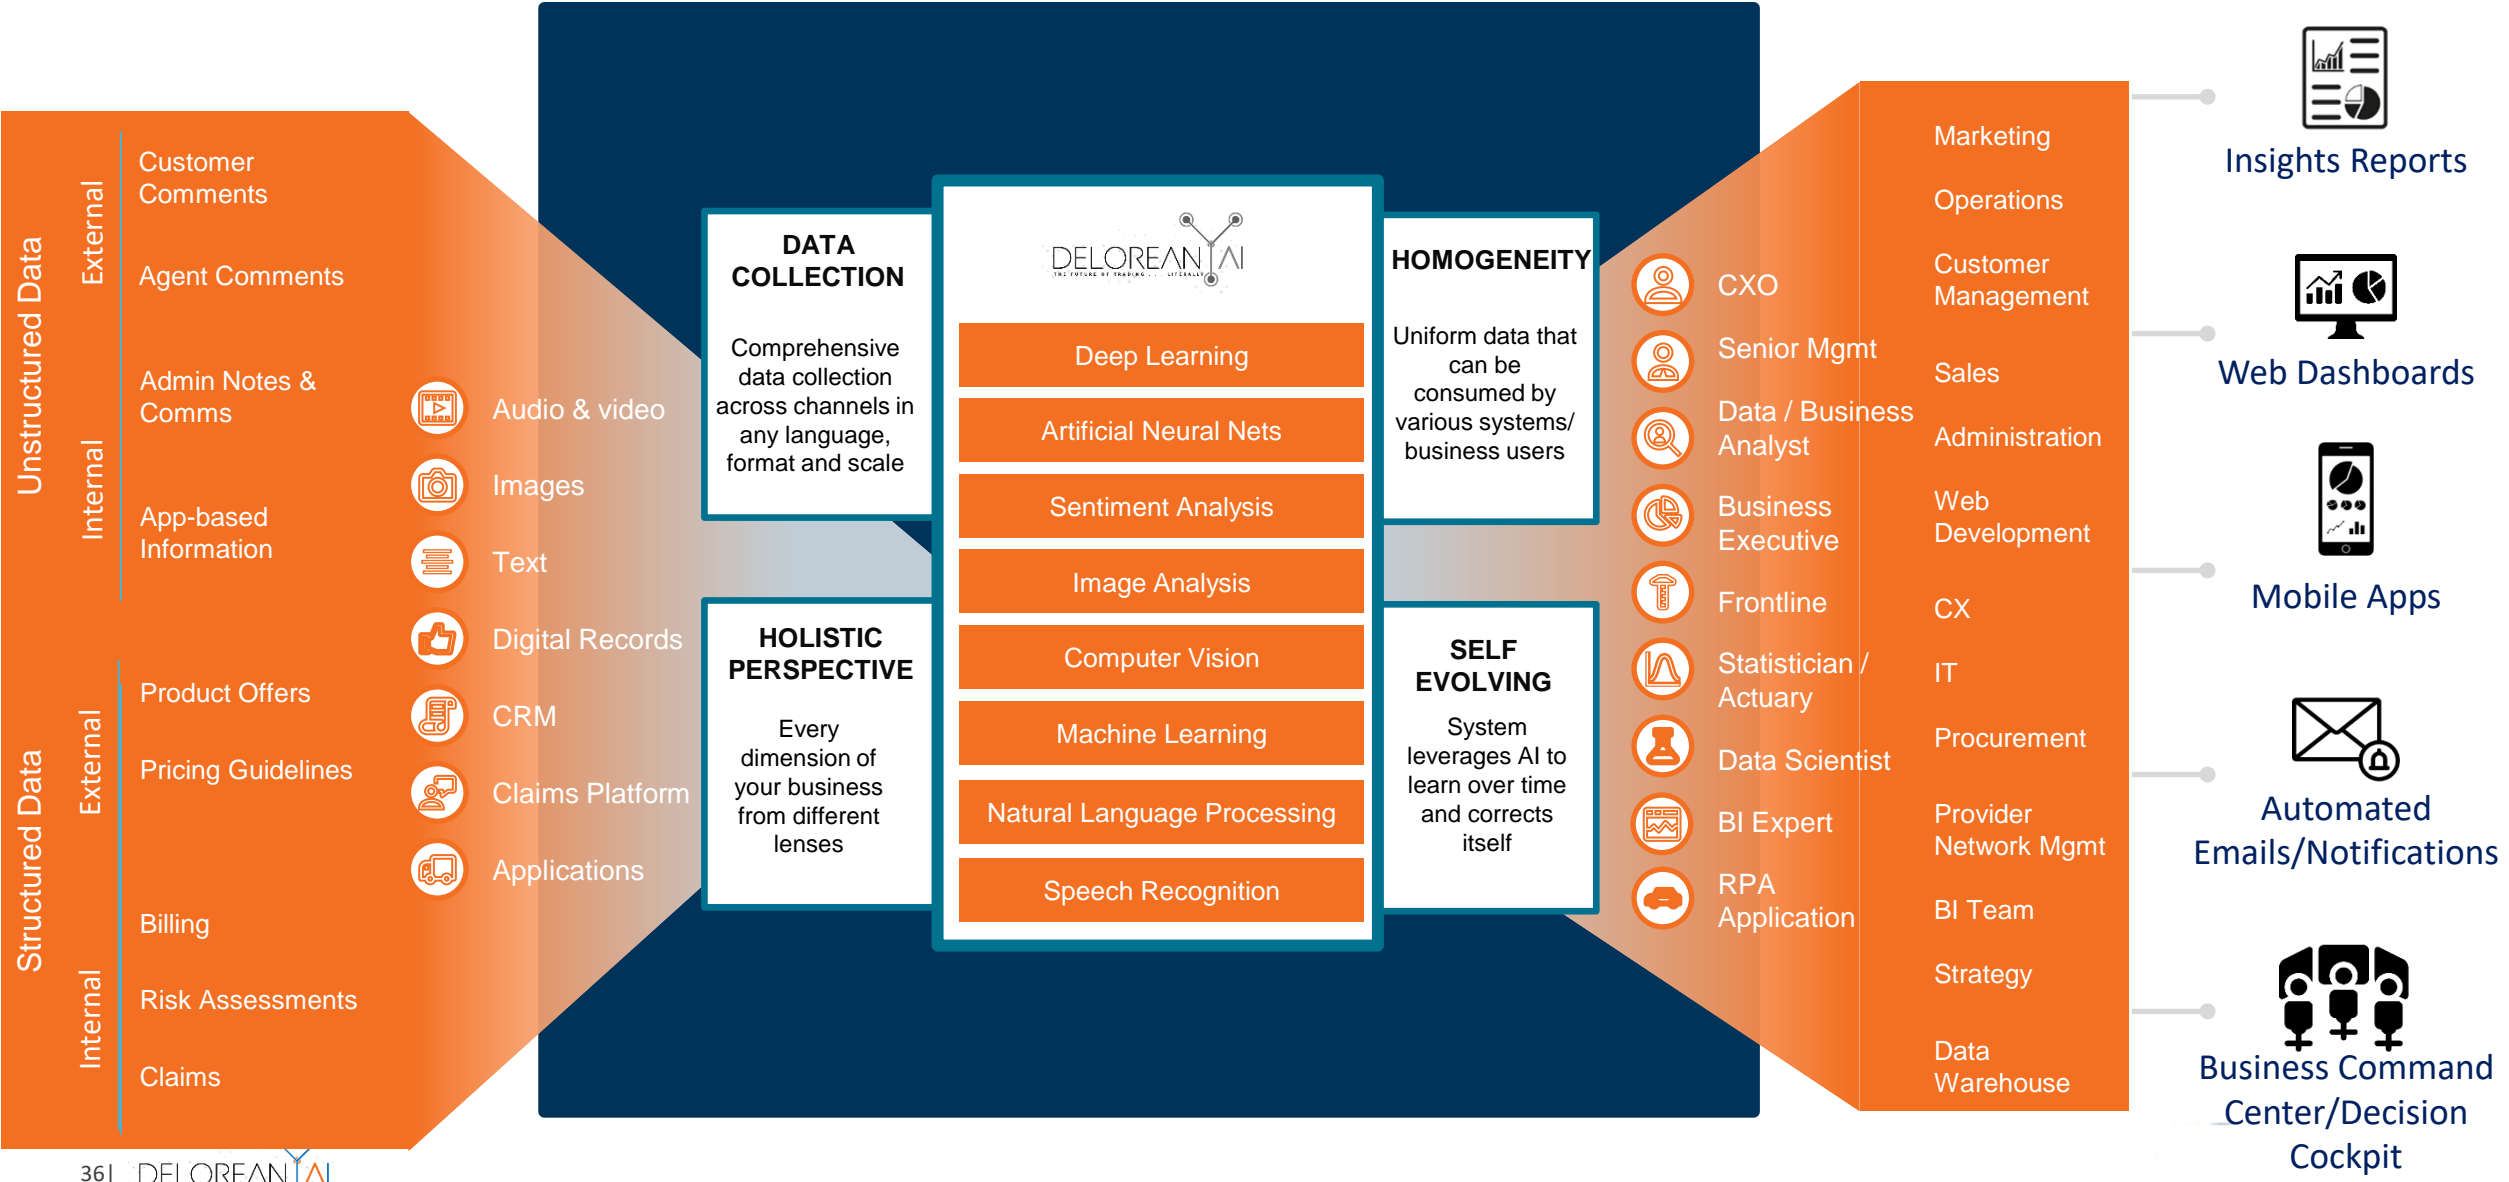 Unstructured Data
External
Customer
Comments
Agent Comments
Internal
Admin Notes &
Comms
App-based
Information
Structured Data
External
Product Offers
Pricing Guidelines
Internal
Billing
Risk Assessments
Claims
Audio & video
Images
Text
Digital Records
CRM
Claims Platform
Applications
DATA
COLLECTION
Comprehensive
data collection
across channels in
any language,
format and scale
HOLISTIC
PERSPECTIVE
Every
dimension of
your business
from different
lenses
DELOREAN AI
THE FUTURE OF TRADING . . . . LITERALLY
Deep Learning
Artificial Neural Nets
Sentiment Analysis
Image Analysis
Computer Vision
Machine Learning
Natural Language Processing
Speech Recognition
HOMOGENEITY
Uniform data that
can be
consumed by
various systems/
business users
SELF
EVOLVING
System
leverages AI to
learn over time
and corrects
itself
CXO
Senior Mgmt
Data / Business
Analyst
Business
Executive
Frontline
Statistician /
Actuary
Data Scientist
BI Expert
RPA
Application
Marketing
Operations
Customer
Management
Sales
Administration
Web
Development
CX
IT
Procurement
Provider
Network Mgmt
BI Team
Strategy
Data
Warehouse
Insights Reports
Web Dashboards
Mobile Apps
Automated
Emails/Notifications
Business Command
Center/Decision
Cockpit
36| DELOREAN AI